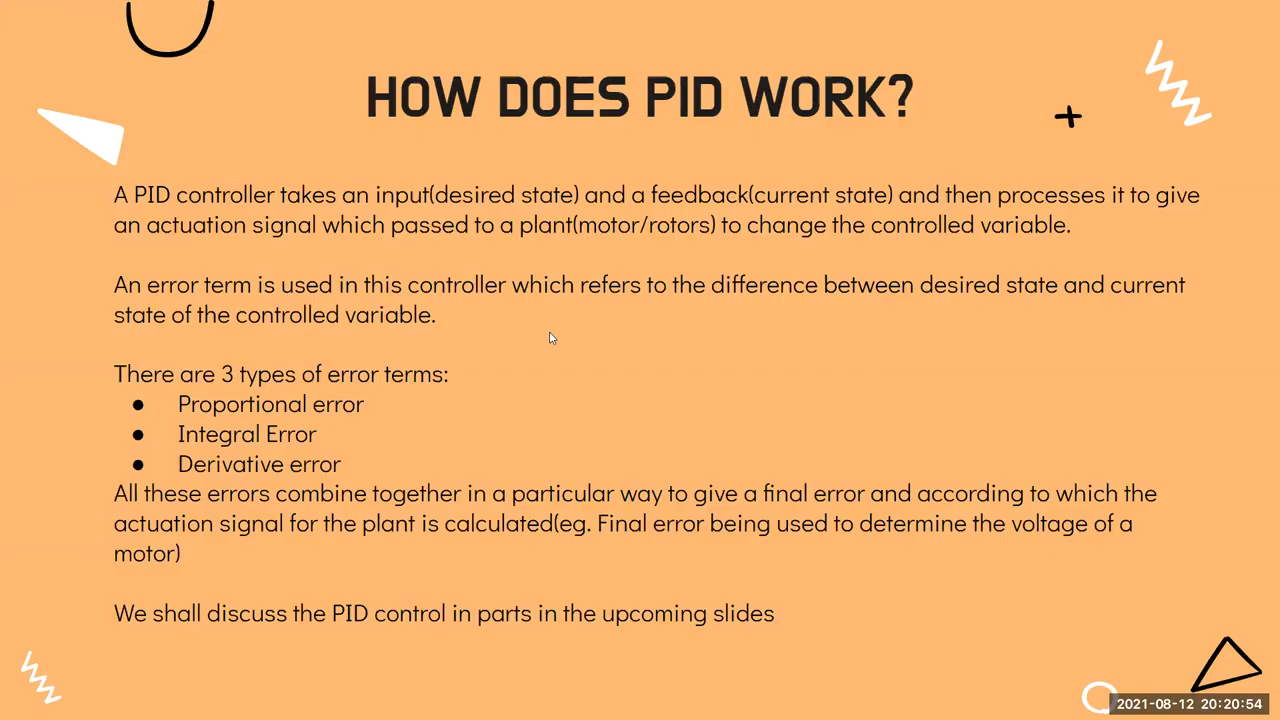 HOW DOES PID WORK?
A PID controller takes an input(desired state) and a feedback(current state) and then processes it to give
an actuation signal which passed to a plant(motor/rotors) to change the controlled variable.
An error term is used in this controller which refers to the difference between desired state and current
state of the controlled variable.
There are 3 types of error terms:
● Proportional error
● Integral Error
● Derivative error
All these errors combine together in a particular way to give a final error and according to which the
actuation signal for the plant is calculated(eg. Final error being used to determine the voltage of a
motor)
We shall discuss the PID control in parts in the upcoming slides
2021-08-12 20:20:54